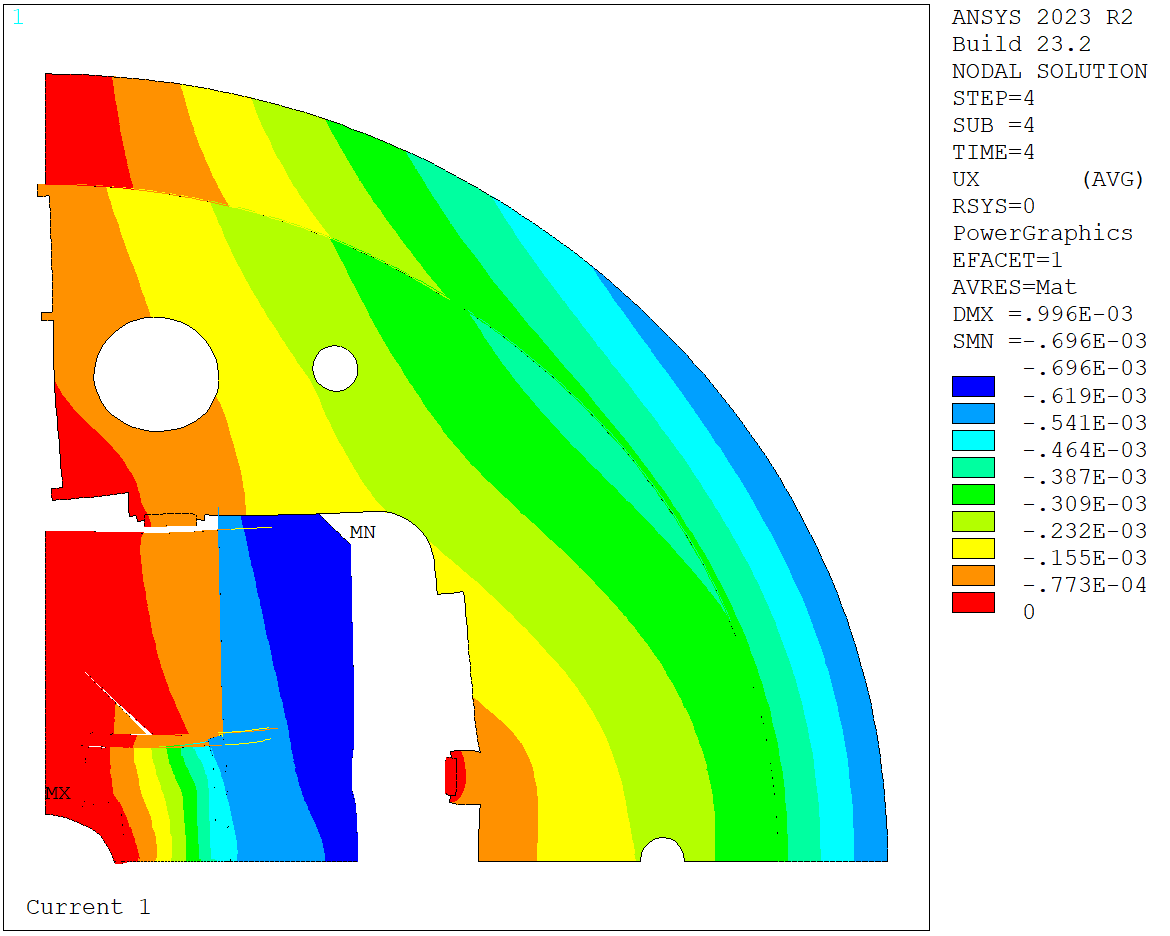 1
ANSYS 2023 R2
Build 23.2
NODAL SOLUTION
STEP=4
SUB =4
TIME=4
UX (AVG)
RSYS=0
PowerGraphics
EFACET=1
AVRES=Mat
DMX =.996E-03
SMN =-.696E-03
-.696E-03
-.619E-03
-.541E-03
-.464E-03
-.387E-03
-.309E-03
-.232E-03
-.155E-03
-.773E-04
0
MN
MX
Current 1